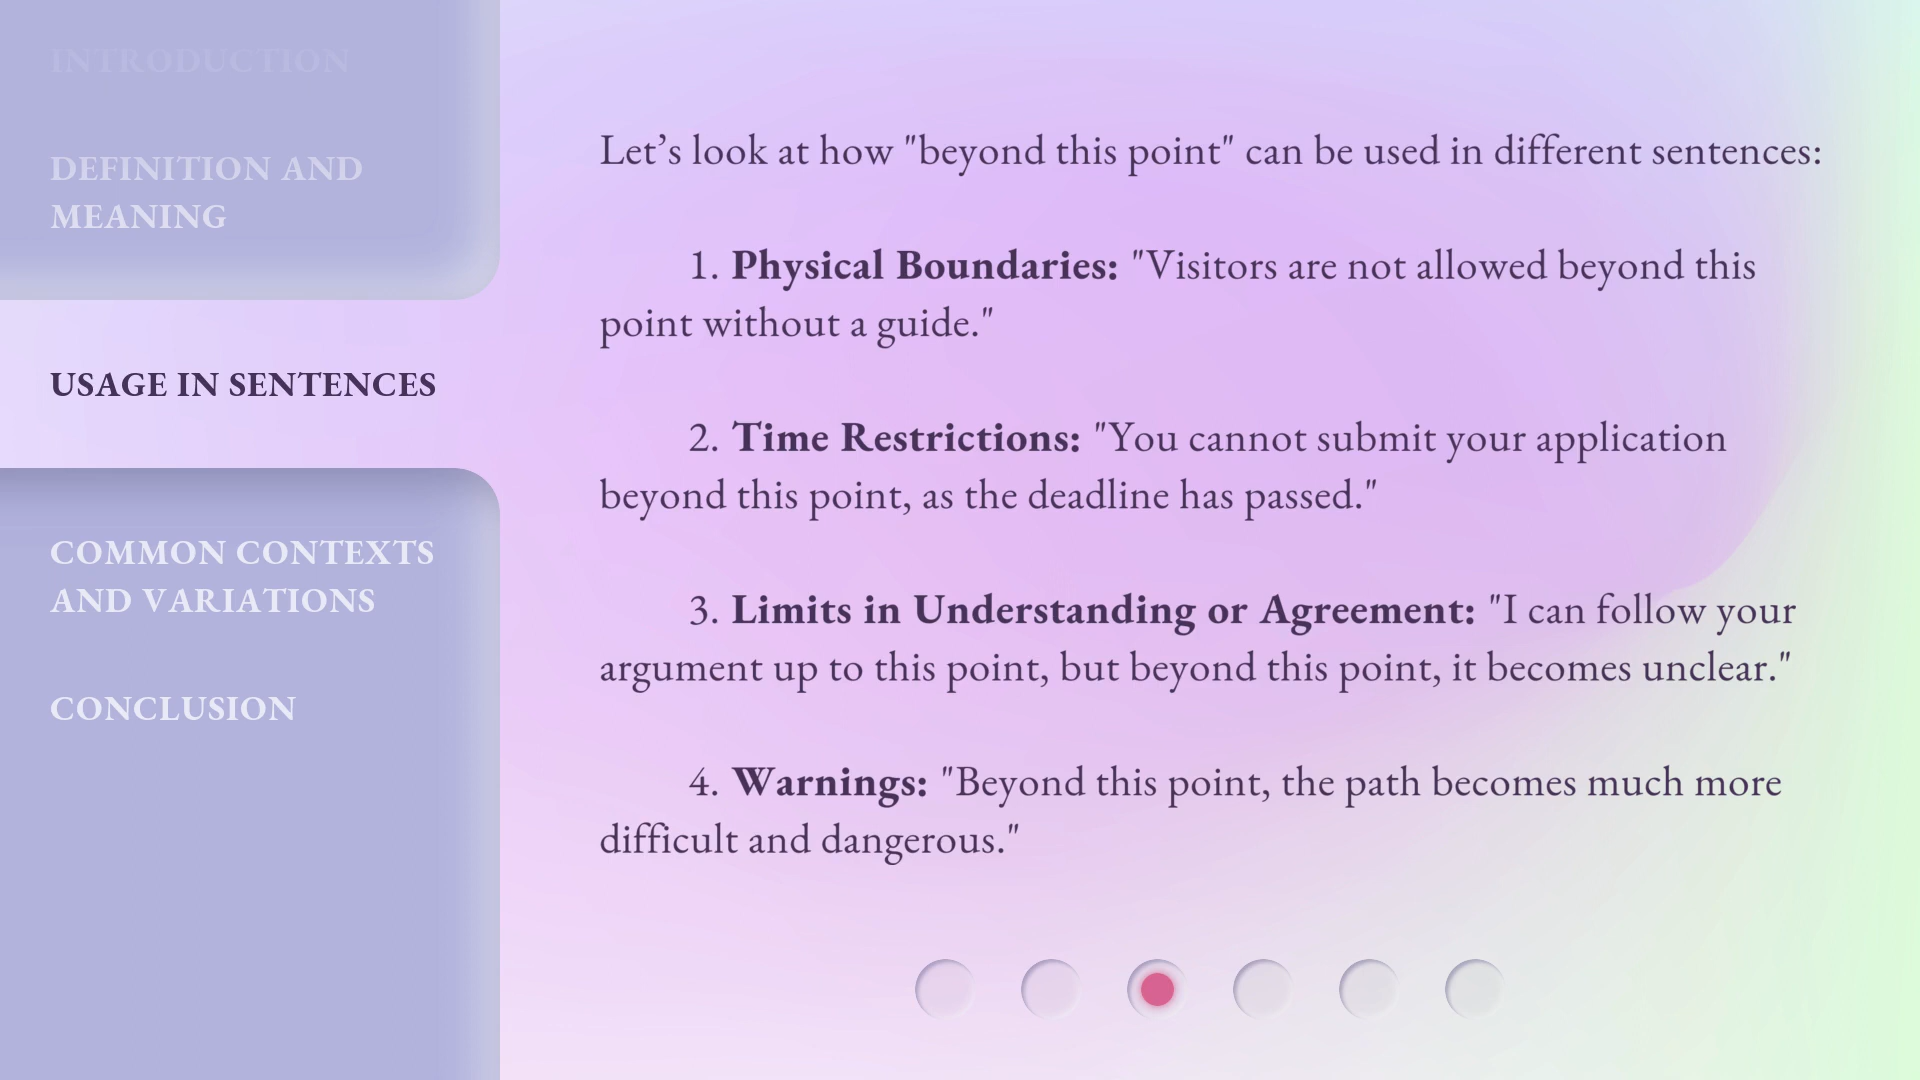 INTRODUCTION
DEFINITION AND
MEANING
USAGE IN SENTENCES
COMMON CONTEXTS
AND VARIATIONS
CONCLUSION
Let’s look at how "beyond this point" can be used in different sentences:
1. Physical Boundaries: "Visitors are not allowed beyond this
point without a guide."
2. Time Restrictions: "You cannot submit your application
beyond this point, as the deadline has passed."
3. Limits in Understanding or Agreement: "I can follow your
argument up to this point, but beyond this point, it becomes unclear."
4. Warnings: "Beyond this point, the path becomes much more
difficult and dangerous."